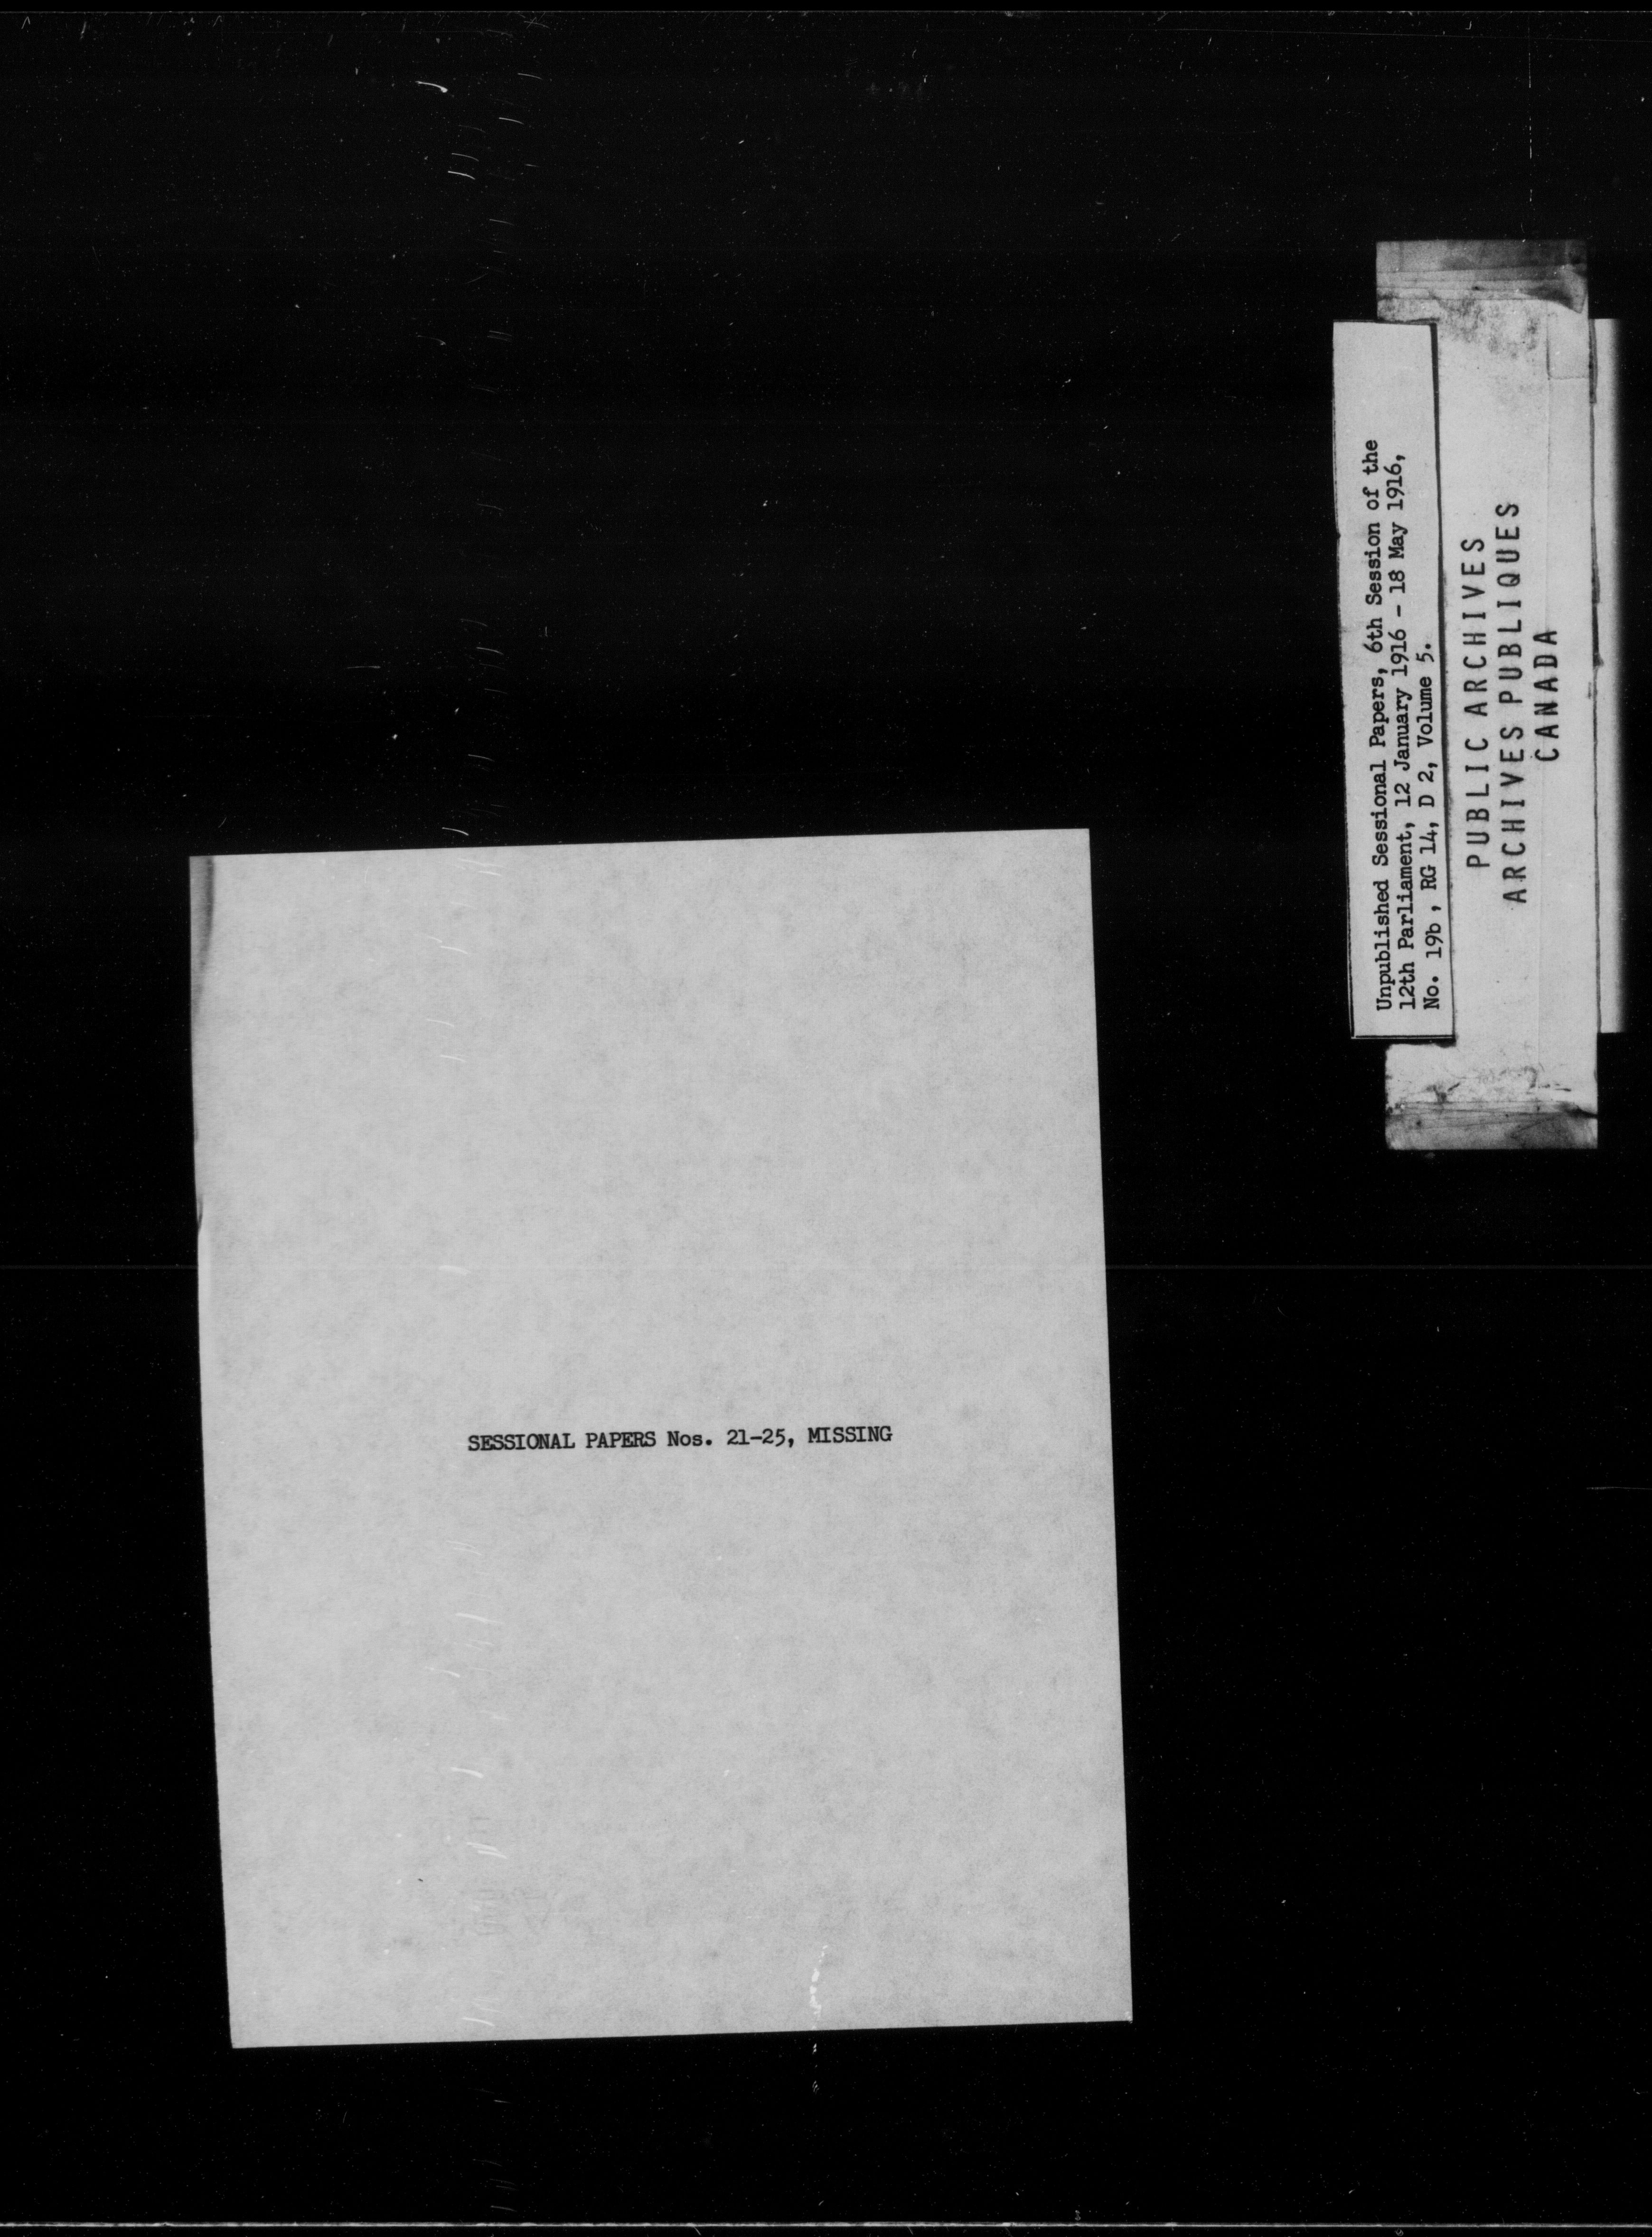 SESSIONAL PAPERS Nos. 21-25, MISSING
Unpublished Sessional Papers, 6th Session of the
12th Parliament, 12 January 1916 - 18 May 1916,
No. 19b , RG 14, D 2, Volume 5.
PUBLIC ARCHIVES
ARCHIVES PUBLIQUES
CANADA